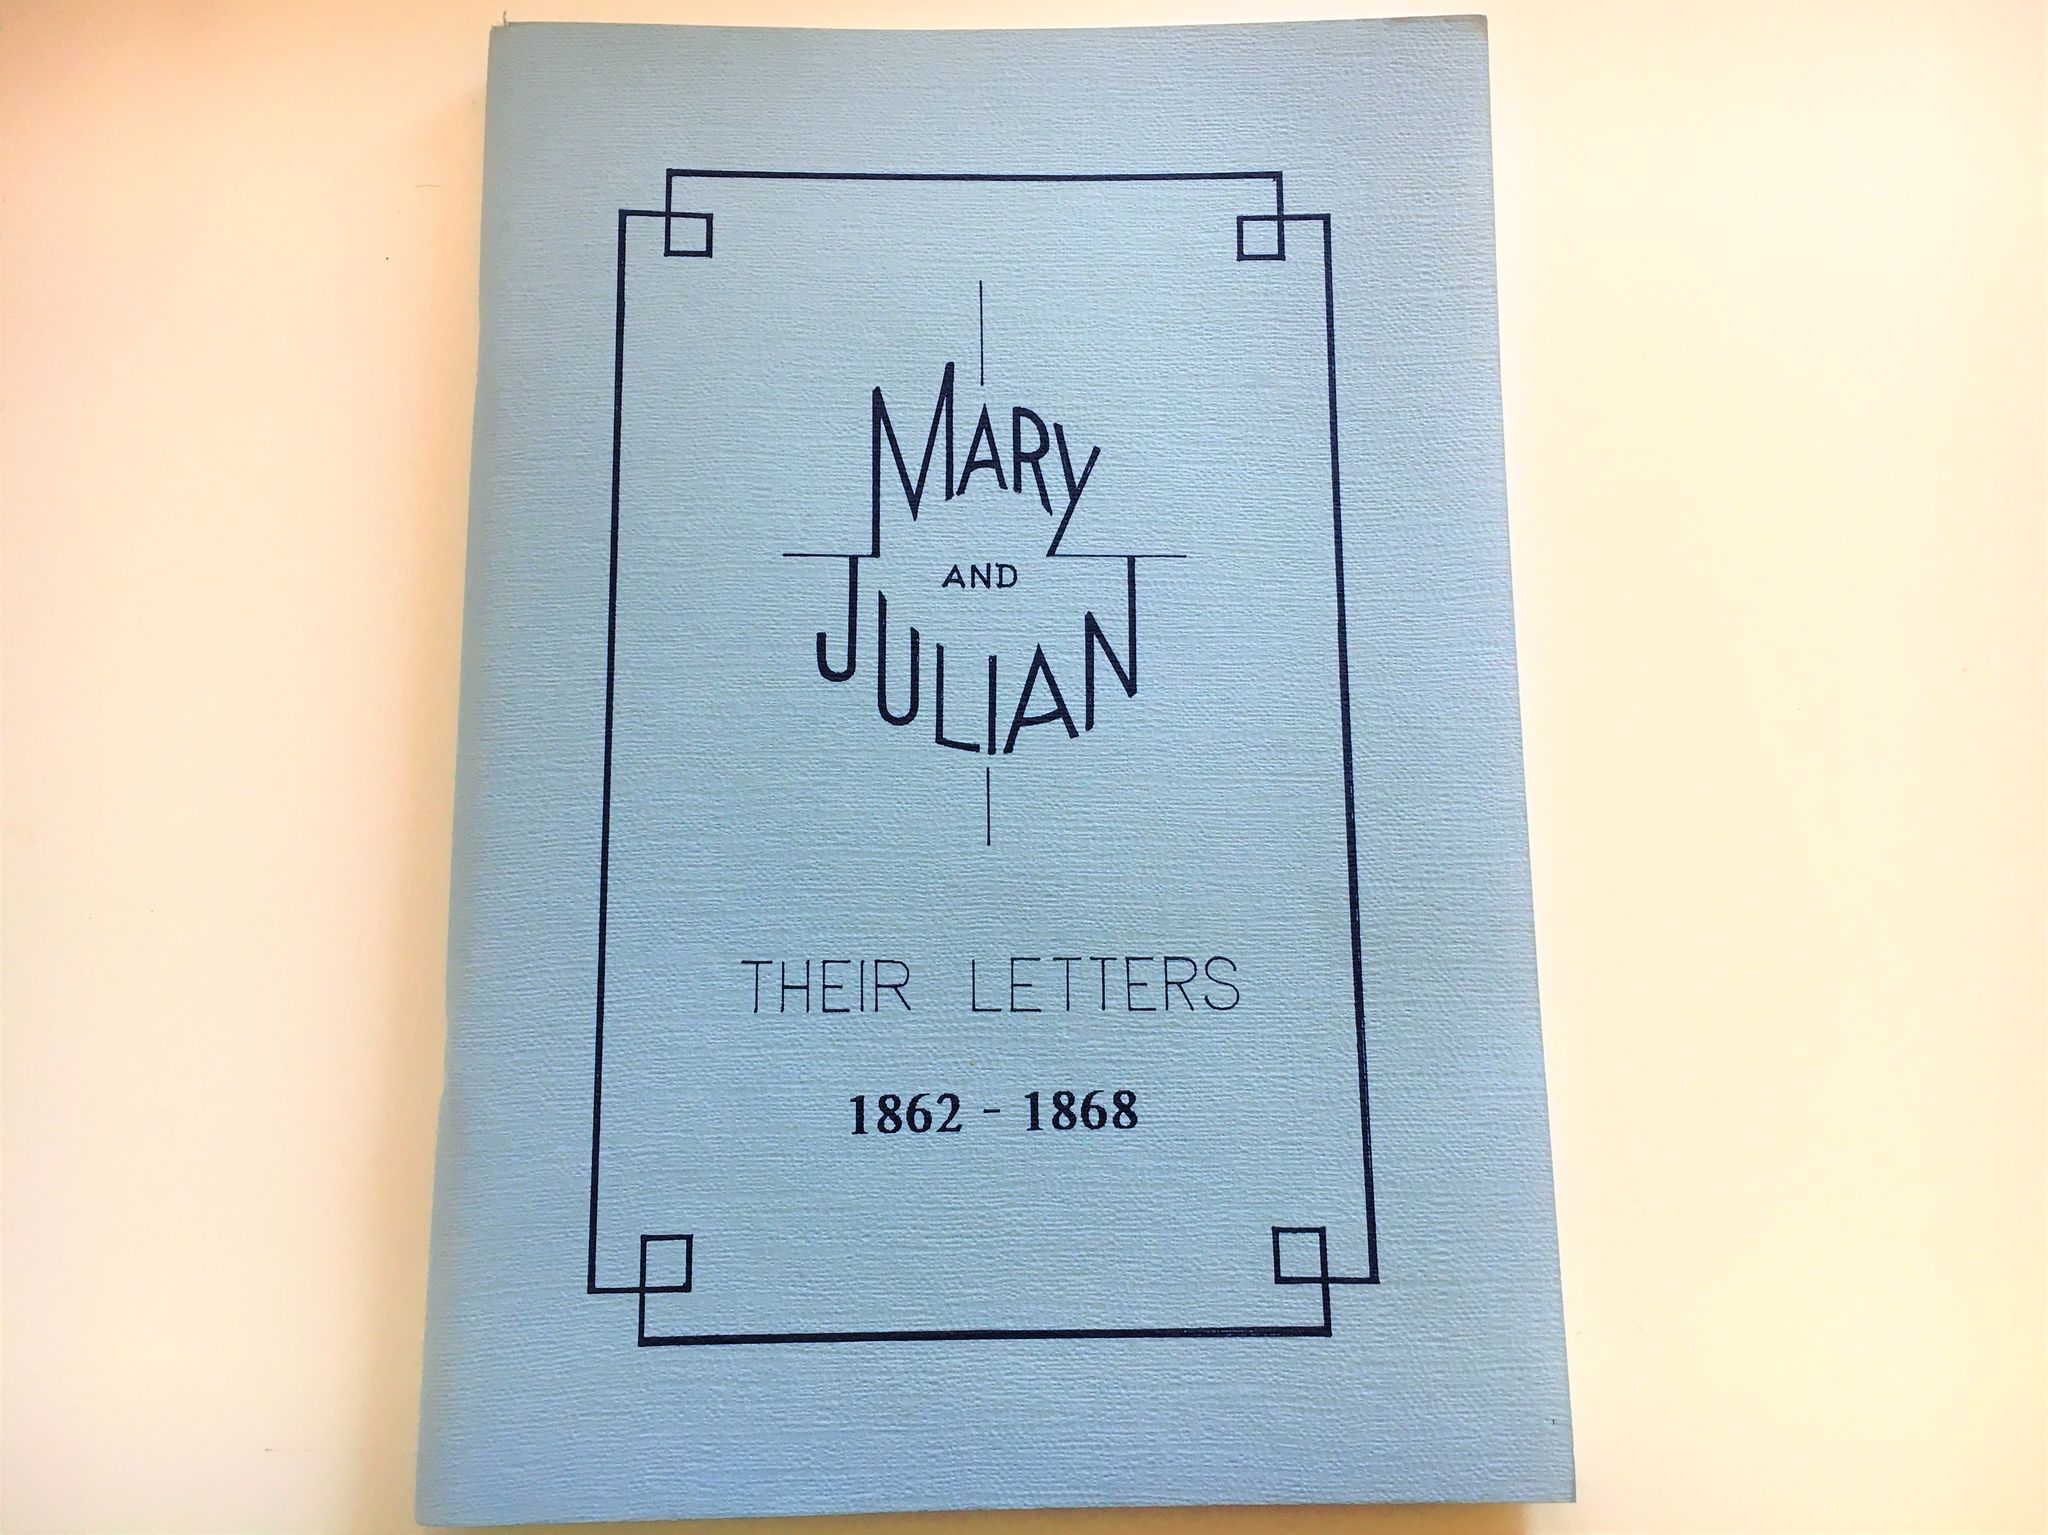 MARY
AND
JULIAN
THEIR LETTERS
1862 - 1868